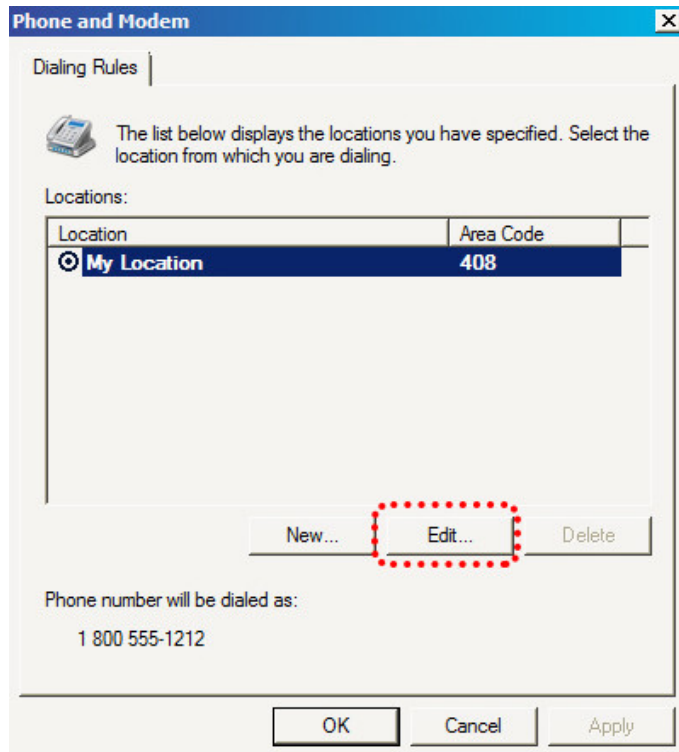 Phone and Modem
Dialing Rules
The list below displays the locations you have specified. Select the
location from which you are dialing.
Locations:
Location Area Code
My Location 408
New... Edit... Delete
Phone number will be dialed as:
1 800 555-1212
OK Cancel Apply